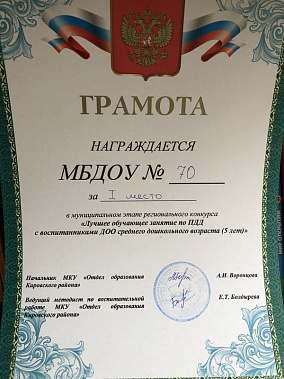 ГРАМОТА
НАГРАЖДАЕТСЯ
МБДОУ № 70
за I место
в муниципальном этапе регионального конкурса
«Лучшее обучающее занятие по ПДД
с воспитанниками ДОО среднего дошкольного возраста (5 лет)»
Начальник МКУ «Отдел образования
Кировского района» А.Н. Воронцова
Ведущий методист по воспитательной
работе МКУ «Отдел образования
Кировского района» Е.Т. Болдырева